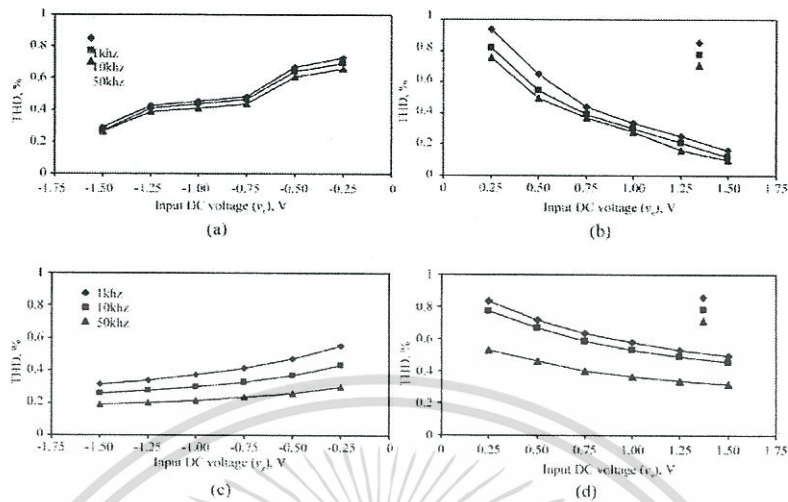 1
0.8
0.6
0.4
0.2
0
THD, %
1khz
10khz
50khz
-1.75 -1.50 -1.25 -1.00 -0.75 -0.50 -0.25 0
Input DC voltage (v), V
(a)
1
0.8
0.6
0.4
0.2
0
THD, %
0 0.25 0.50 0.75 1.00 1.25 1.50 1.75
Input DC voltage (v), V
(b)
1
0.8
0.6
0.4
0.2
0
THD, %
1khz
10khz
50khz
-1.75 -1.50 -1.25 -1.00 -0.75 -0.50 -0.25 0
Input DC voltage (v), V
(c)
1
0.8
0.6
0.4
0.2
0
THD, %
0 0.25 0.50 0.75 1.00 1.25 1.50 1.75
Input DC voltage (v), V
(d)